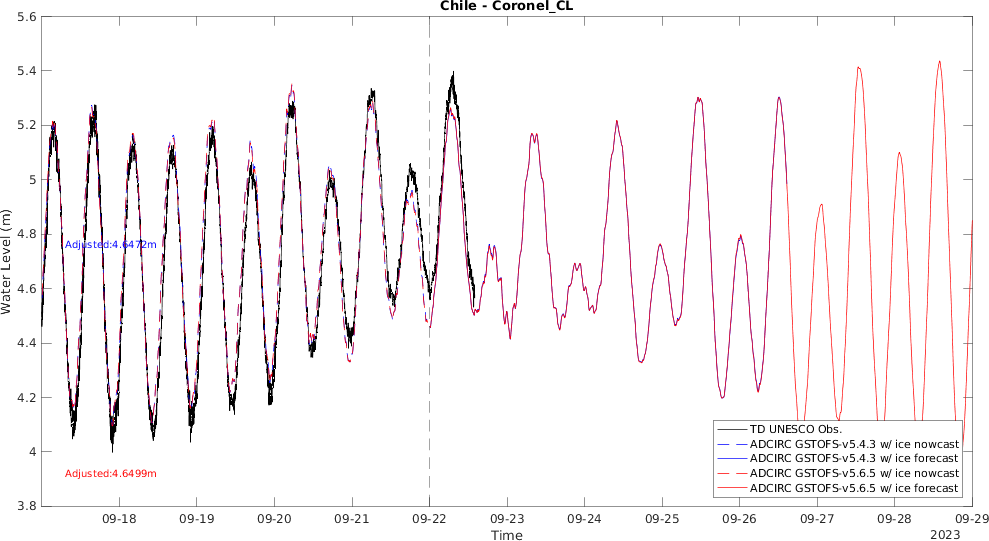 Chile - Coronel_CL
5.6
5.4
5.2
5
4.8
4.6
4.4
4.2
4
3.8
Water Level (m)
Adjusted:4.6472m
Adjusted:4.6499m
TD UNESCO Obs.
ADCIRC GSTOFS-v5.4.3 w/ ice nowcast
ADCIRC GSTOFS-v5.4.3 w/ ice forecast
ADCIRC GSTOFS-v5.6.5 w/ ice nowcast
ADCIRC GSTOFS-v5.6.5 w/ ice forecast
09-18 09-19 09-20 09-21 09-22 09-23 09-24 09-25 09-26 09-27 09-28 09-29
Time
2023